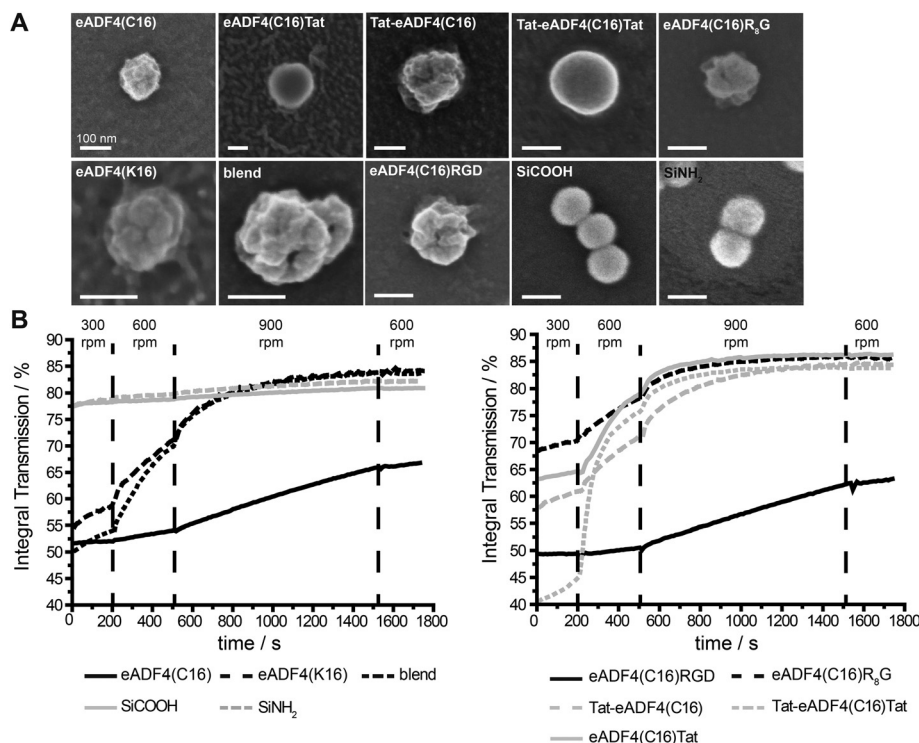 A
eADF4(C16)
eADF4(C16)Tat
Tat-eADF4(C16)
Tat-eADF4(C16)Tat
eADF4(C16)R₈G
100 nm
eADF4(K16)
blend
eADF4(C16)RGD
SiCOOH
SiNH₂
B
300 rpm
600 rpm
900 rpm
600 rpm
Integral Transmission / %
90
85
80
75
70
65
60
55
50
45
40
0 200 400 600 800 1000 1200 1400 1600 1800
time / s
eADF4(C16)
eADF4(K16)
blend
SiCOOH
SiNH₂
300 rpm
600 rpm
900 rpm
600 rpm
Integral Transmission / %
90
85
80
75
70
65
60
55
50
45
40
0 200 400 600 800 1000 1200 1400 1600 1800
time / s
eADF4(C16)RGD
eADF4(C16)R₈G
Tat-eADF4(C16)
Tat-eADF4(C16)Tat
eADF4(C16)Tat